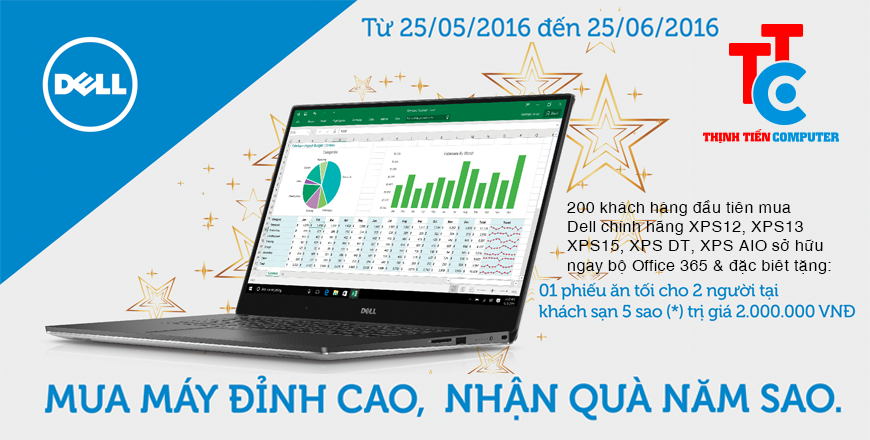 DELL
Từ 25/05/2016 đến 25/06/2016
TTC
THỊNH TIẾN COMPUTER
200 khách hàng đầu tiên mua
Dell chính hãng XPS12, XPS13
XPS15, XPS DT, XPS AIO sở hữu
ngay bộ Office 365 & đặc biệt tặng:
01 phiếu ăn tối cho 2 người tại
khách sạn 5 sao (*) trị giá 2.000.000 VNĐ
DELL
MƯA MÁY ĐỈNH CAO, NHẬN QUÀ NĂM SAO.